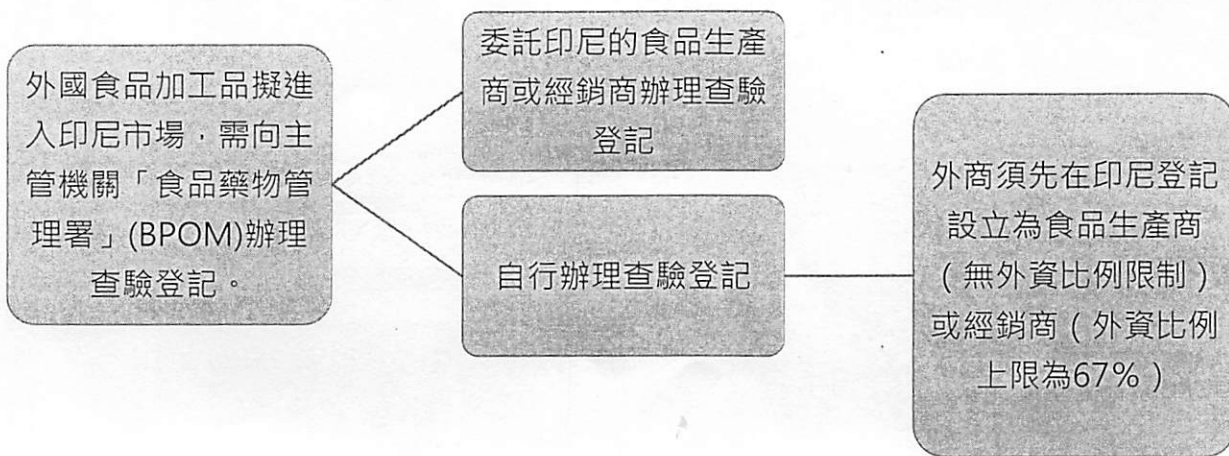 外國食品加工品擬進
入印尼市場，需向主
管機關「食品藥物管
理署」(BPOM)辦理
查驗登記。
委託印尼的食品生產
商或經銷商辦理查驗
登記
自行辦理查驗登記
外商須先在印尼登記
設立為食品生產商
（無外資比例限制）
或經銷商（外資比例
上限為67%）